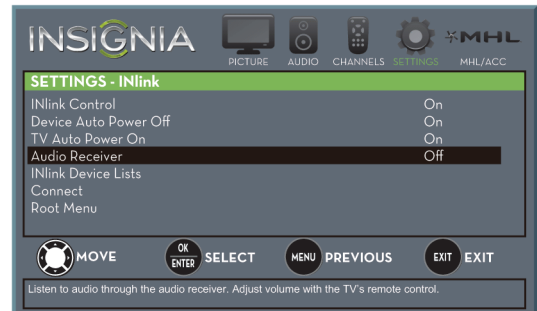 INSIGNIA
PICTURE AUDIO CHANNELS SETTINGS MHL/ACC
MHL
SETTINGS - INlink
INlink Control On
Device Auto Power Off On
TV Auto Power On On
Audio Receiver Off
INlink Device Lists
Connect
Root Menu
MOVE OK ENTER SELECT MENU PREVIOUS EXIT EXIT
Listen to audio through the audio receiver. Adjust volume with the TV's remote control.